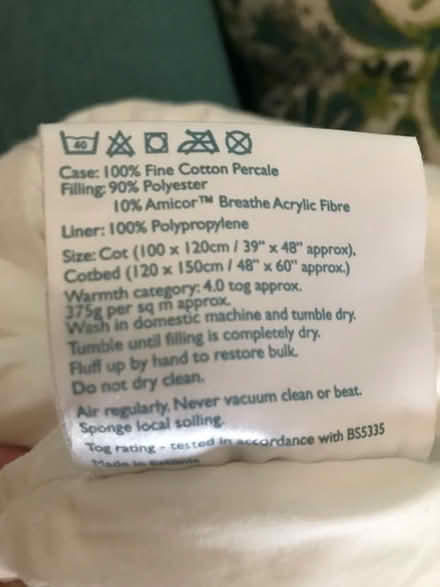 40
Case: 100% Fine Cotton Percale
Filling: 90% Polyester
10% Amicor™ Breathe Acrylic Fibre
Liner: 100% Polypropylene
Size: Cot (100 x 120cm / 39" x 48" approx).
Cotbed (120 x 150cm / 48" x 60" approx.)
Warmth category: 4.0 tog approx.
375g per sq m approx.
Wash in domestic machine and tumble dry.
Tumble until filling is completely dry.
Fluff up by hand to restore bulk.
Do not dry clean.
Air regularly. Never vacuum clean or beat.
Sponge local soiling.
Tog rating - tested in accordance with BS5335
Made in Estonia